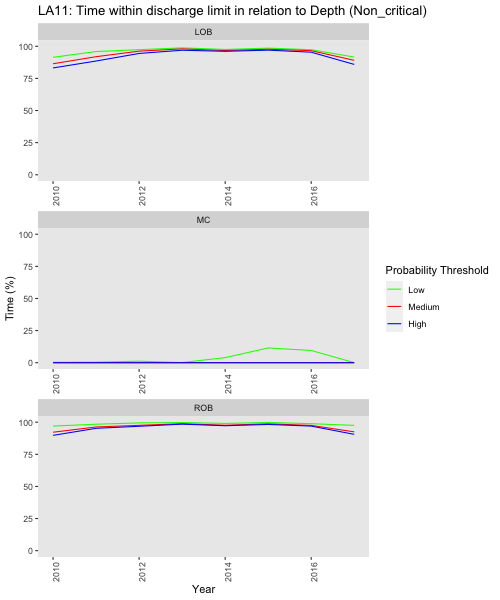 LA11: Time within discharge limit in relation to Depth (Non_critical)
LOB
100
75
50
25
0
2010
2012
2014
2016
MC
100
75
50
25
0
2010
2012
2014
2016
ROB
100
75
50
25
0
2010
2012
2014
2016
Time (%)
Year
Probability Threshold
Low
Medium
High